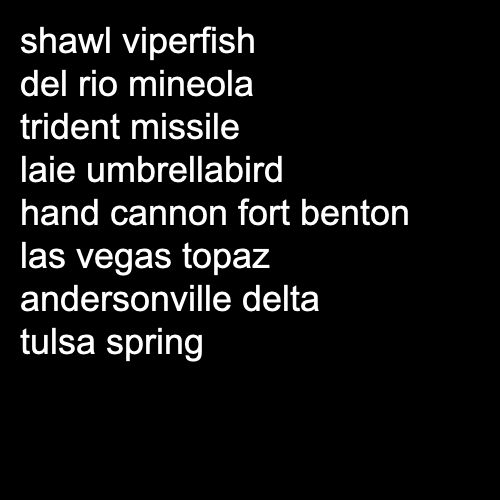 shawl viperfish
del rio mineola
trident missile
laie umbrellabird
hand cannon fort benton
las vegas topaz
andersonville delta
tulsa spring